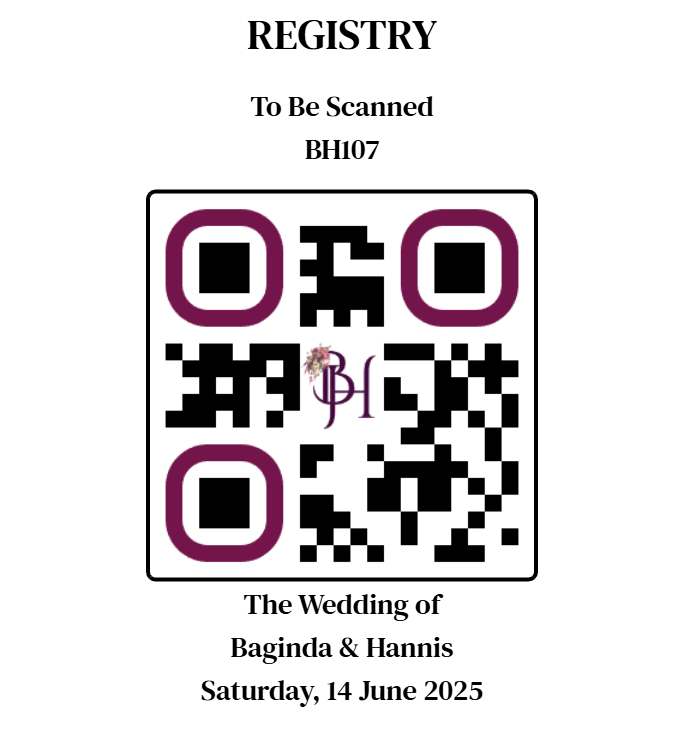 REGISTRY
To Be Scanned
BH107
BH
The Wedding of
Baginda & Hannis
Saturday, 14 June 2025